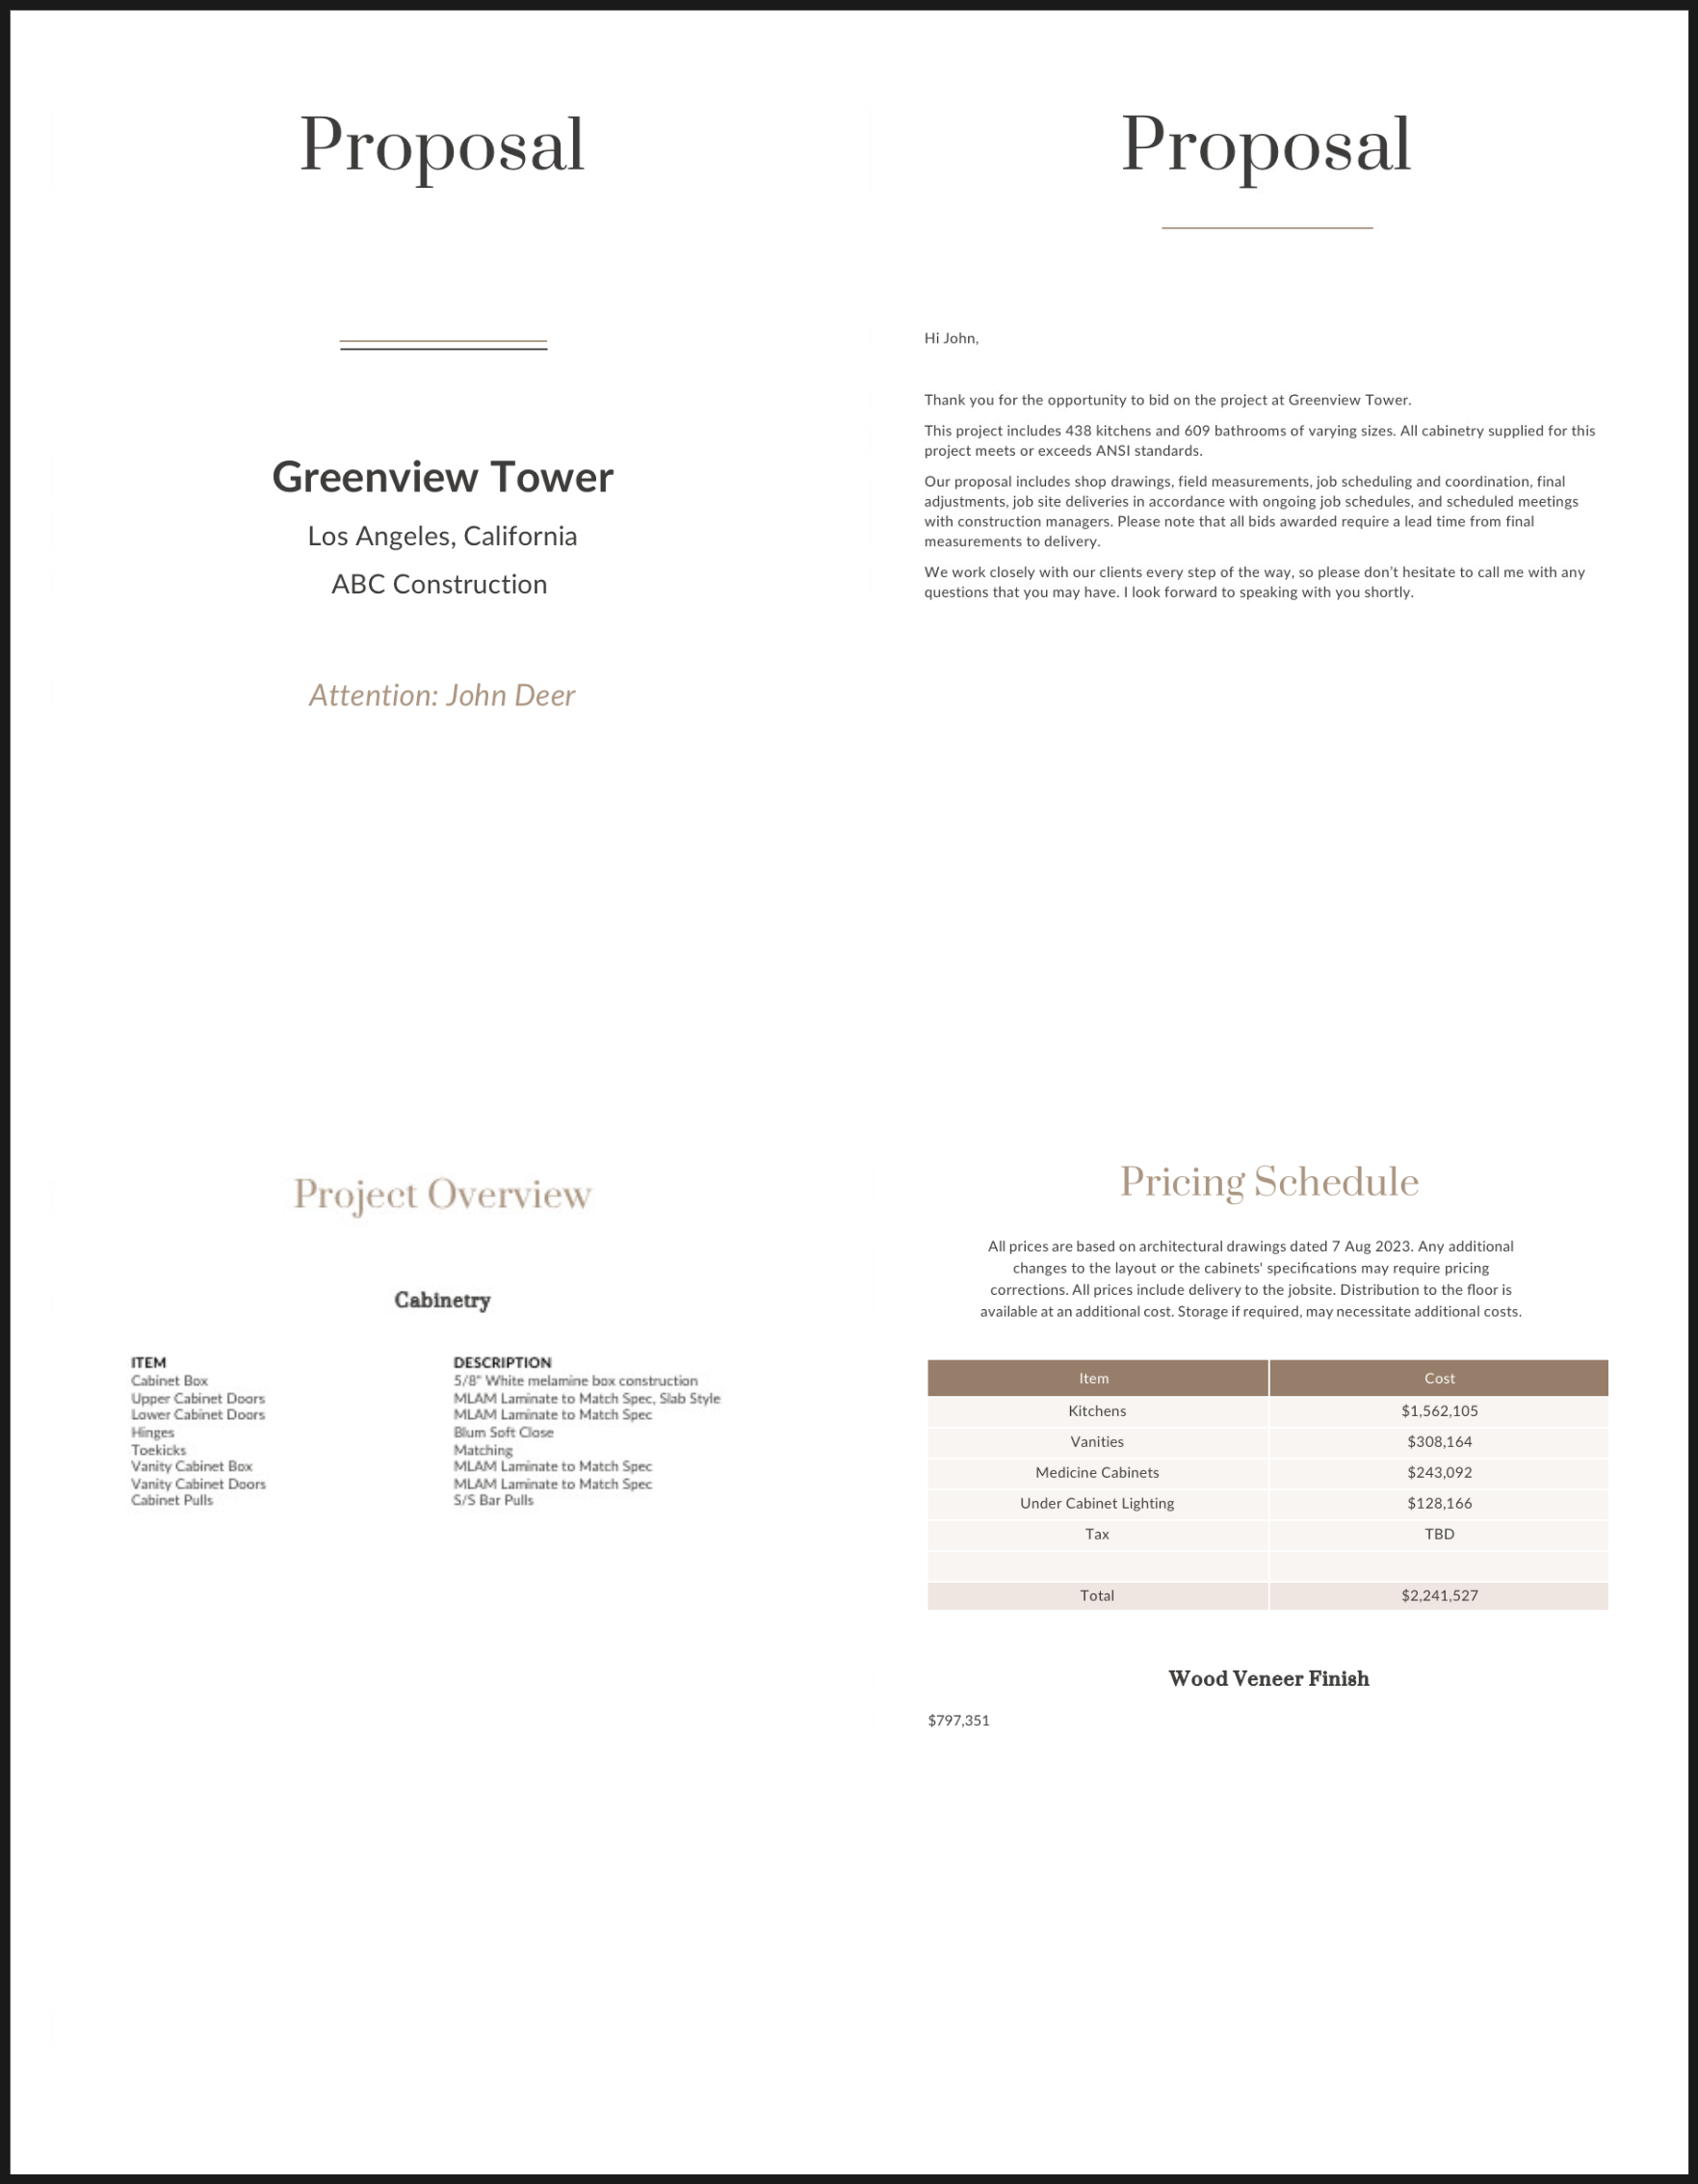 Proposal
Greenview Tower
Los Angeles, California
ABC Construction
Attention: John Deer
Proposal
Hi John,
Thank you for the opportunity to bid on the project at Greenview Tower.
This project includes 438 kitchens and 609 bathrooms of varying sizes. All cabinetry supplied for this
project meets or exceeds ANSI standards.
Our proposal includes shop drawings, field measurements, job scheduling and coordination, final
adjustments, job site deliveries in accordance with ongoing job schedules, and scheduled meetings
with construction managers. Please note that all bids awarded require a lead time from final
measurements to delivery.
We work closely with our clients every step of the way, so please don’t hesitate to call me with any
questions that you may have. I look forward to speaking with you shortly.
Project Overview
Cabinetry
ITEM DESCRIPTION
Cabinet Box 5/8" White melamine box construction
Upper Cabinet Doors MLAM Laminate to Match Spec, Slab Style
Lower Cabinet Doors MLAM Laminate to Match Spec
Hinges Blum Soft Close
Toekicks Matching
Vanity Cabinet Box MLAM Laminate to Match Spec
Vanity Cabinet Doors MLAM Laminate to Match Spec
Cabinet Pulls S/S Bar Pulls
Pricing Schedule
All prices are based on architectural drawings dated 7 Aug 2023. Any additional
changes to the layout or the cabinets' specifications may require pricing
corrections. All prices include delivery to the jobsite. Distribution to the floor is
available at an additional cost. Storage if required, may necessitate additional costs.
Item Cost
Kitchens $1,562,105
Vanities $308,164
Medicine Cabinets $243,092
Under Cabinet Lighting $128,166
Tax TBD
Total $2,241,527
Wood Veneer Finish
$797,351